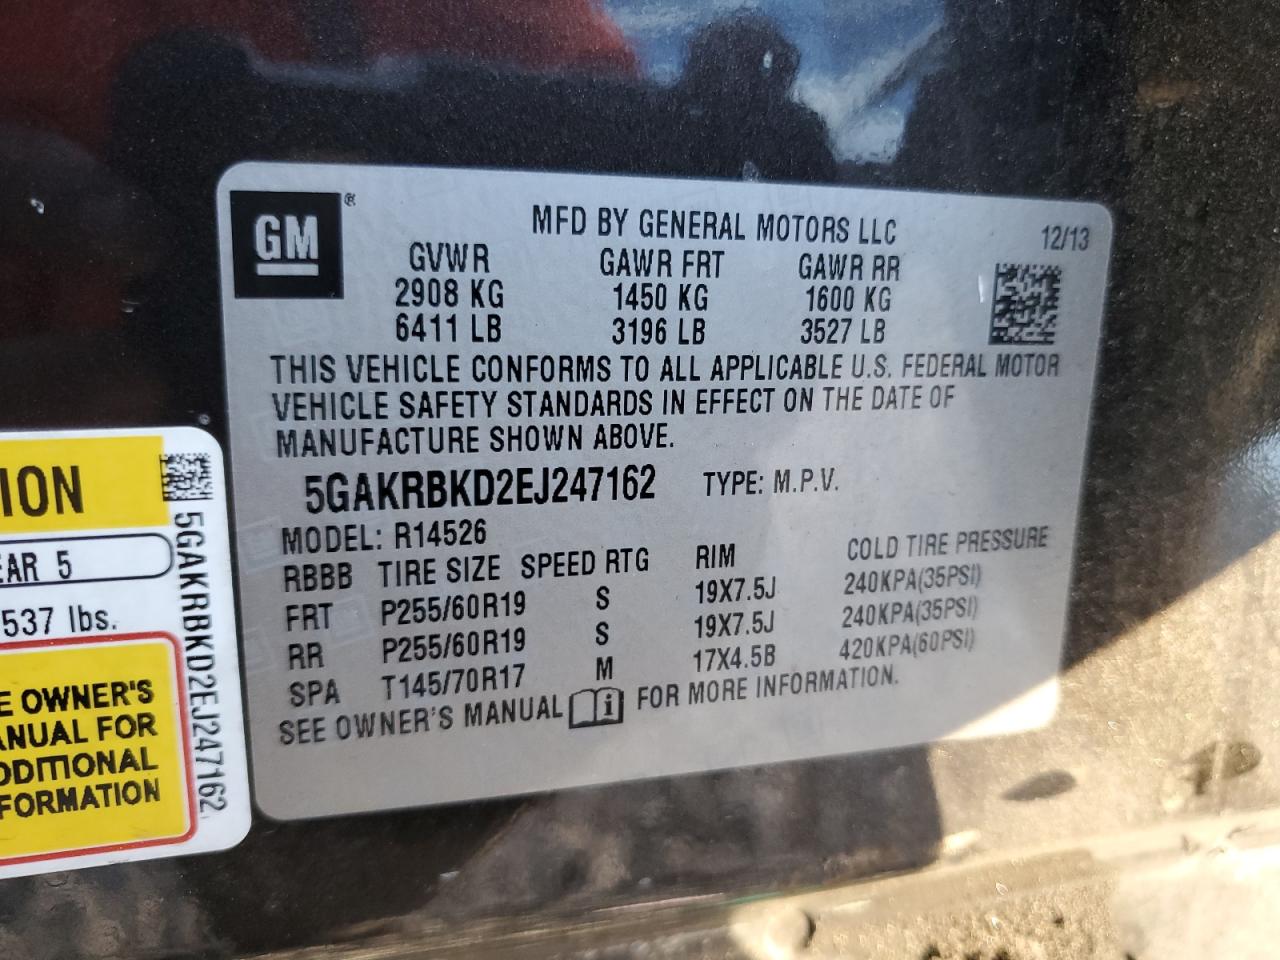 GM ®
MFD BY GENERAL MOTORS LLC
12/13
GVWR GAWR FRT GAWR RR
2908 KG 1450 KG 1600 KG
6411 LB 3196 LB 3527 LB
THIS VEHICLE CONFORMS TO ALL APPLICABLE U.S. FEDERAL MOTOR
VEHICLE SAFETY STANDARDS IN EFFECT ON THE DATE OF
MANUFACTURE SHOWN ABOVE.
5GAKRBKD2EJ247162 TYPE: M.P.V.
MODEL: R14526
RBBB TIRE SIZE SPEED RTG RIM COLD TIRE PRESSURE
FRT P255/60R19 S 19X7.5J 240KPA(35PSI)
RR P255/60R19 S 19X7.5J 240KPA(35PSI)
SPA T145/70R17 M 17X4.5B 420KPA(60PSI)
SEE OWNER'S MANUAL i FOR MORE INFORMATION.
ION
EAR 5
537 lbs.
E OWNER'S
ANUAL FOR
DDITIONAL
FORMATION
5GAKRBKD2EJ247162